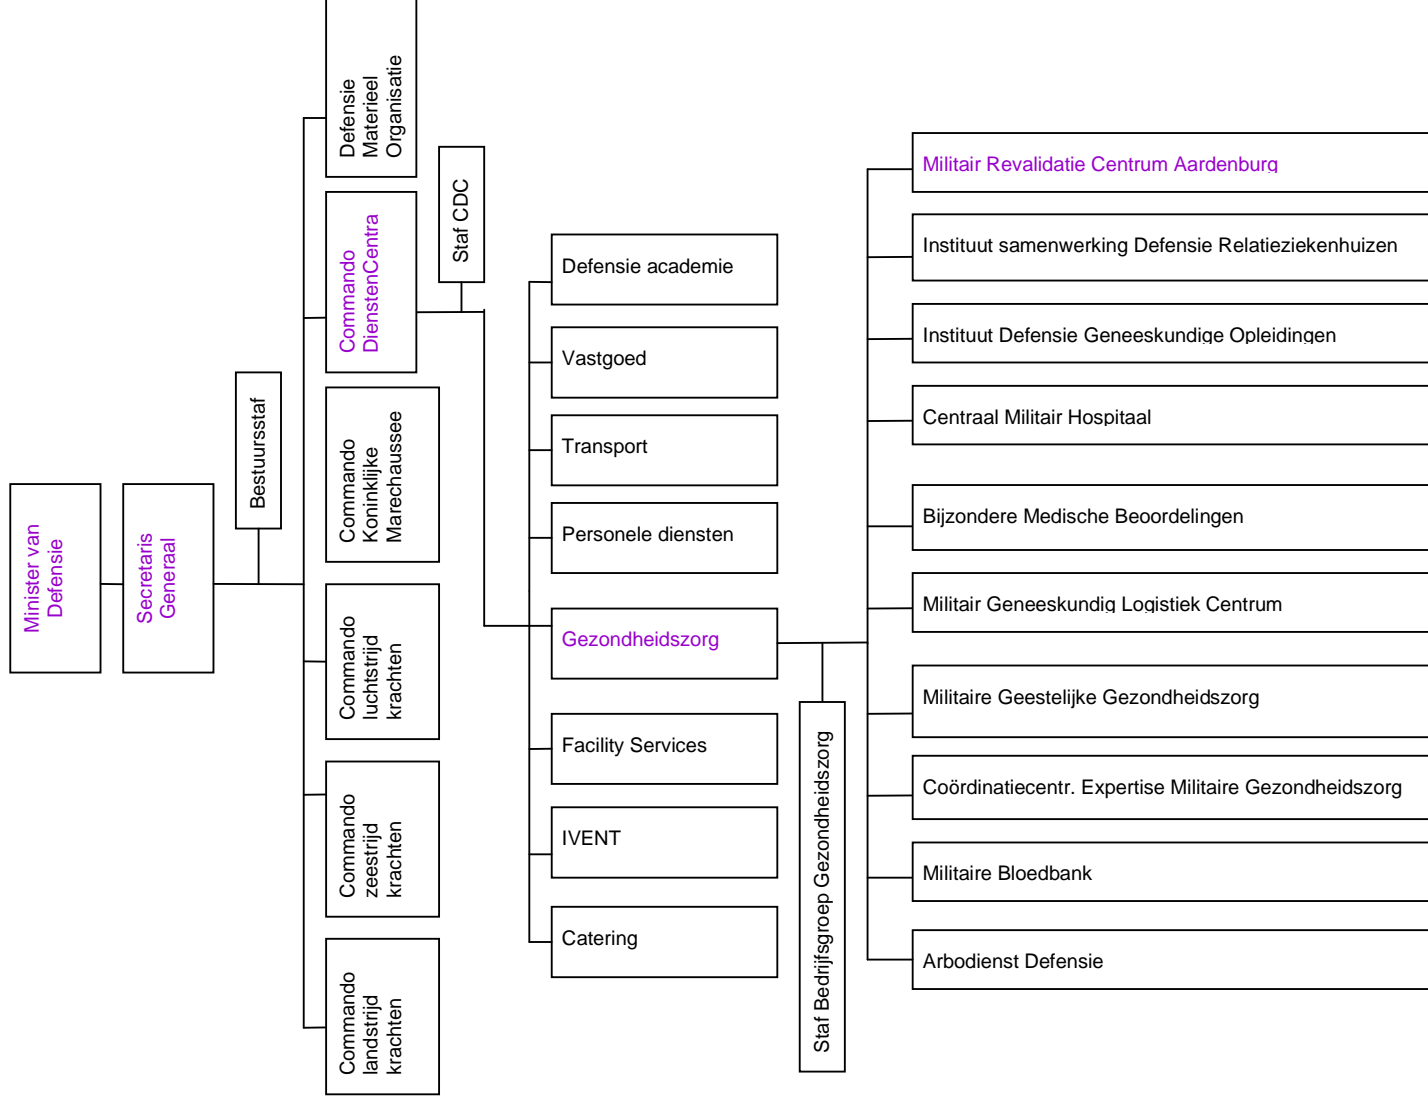 Minister van
Defensie
Secretaris
Generaal
Bestuursstaf
Defensie
Materieel
Organisatie
Commando
DienstenCentra
Commando
Koninklijke
Marechaussee
Commando
luchtstrijd
krachten
Commando
zeestrijd
krachten
Commando
landstrijd
krachten
Staf CDC
Defensie academie
Vastgoed
Transport
Personele diensten
Gezondheidszorg
Facility Services
IVENT
Catering
Staf Bedrijfsgroep Gezondheidszorg
Militair Revalidatie Centrum Aardenburg
Instituut samenwerking Defensie Relatieziekenhuizen
Instituut Defensie Geneeskundige Opleidingen
Centraal Militair Hospitaal
Bijzondere Medische Beoordelingen
Militair Geneeskundig Logistiek Centrum
Militaire Geestelijke Gezondheidszorg
Coördinatiecentr. Expertise Militaire Gezondheidszorg
Militaire Bloedbank
Arbodienst Defensie